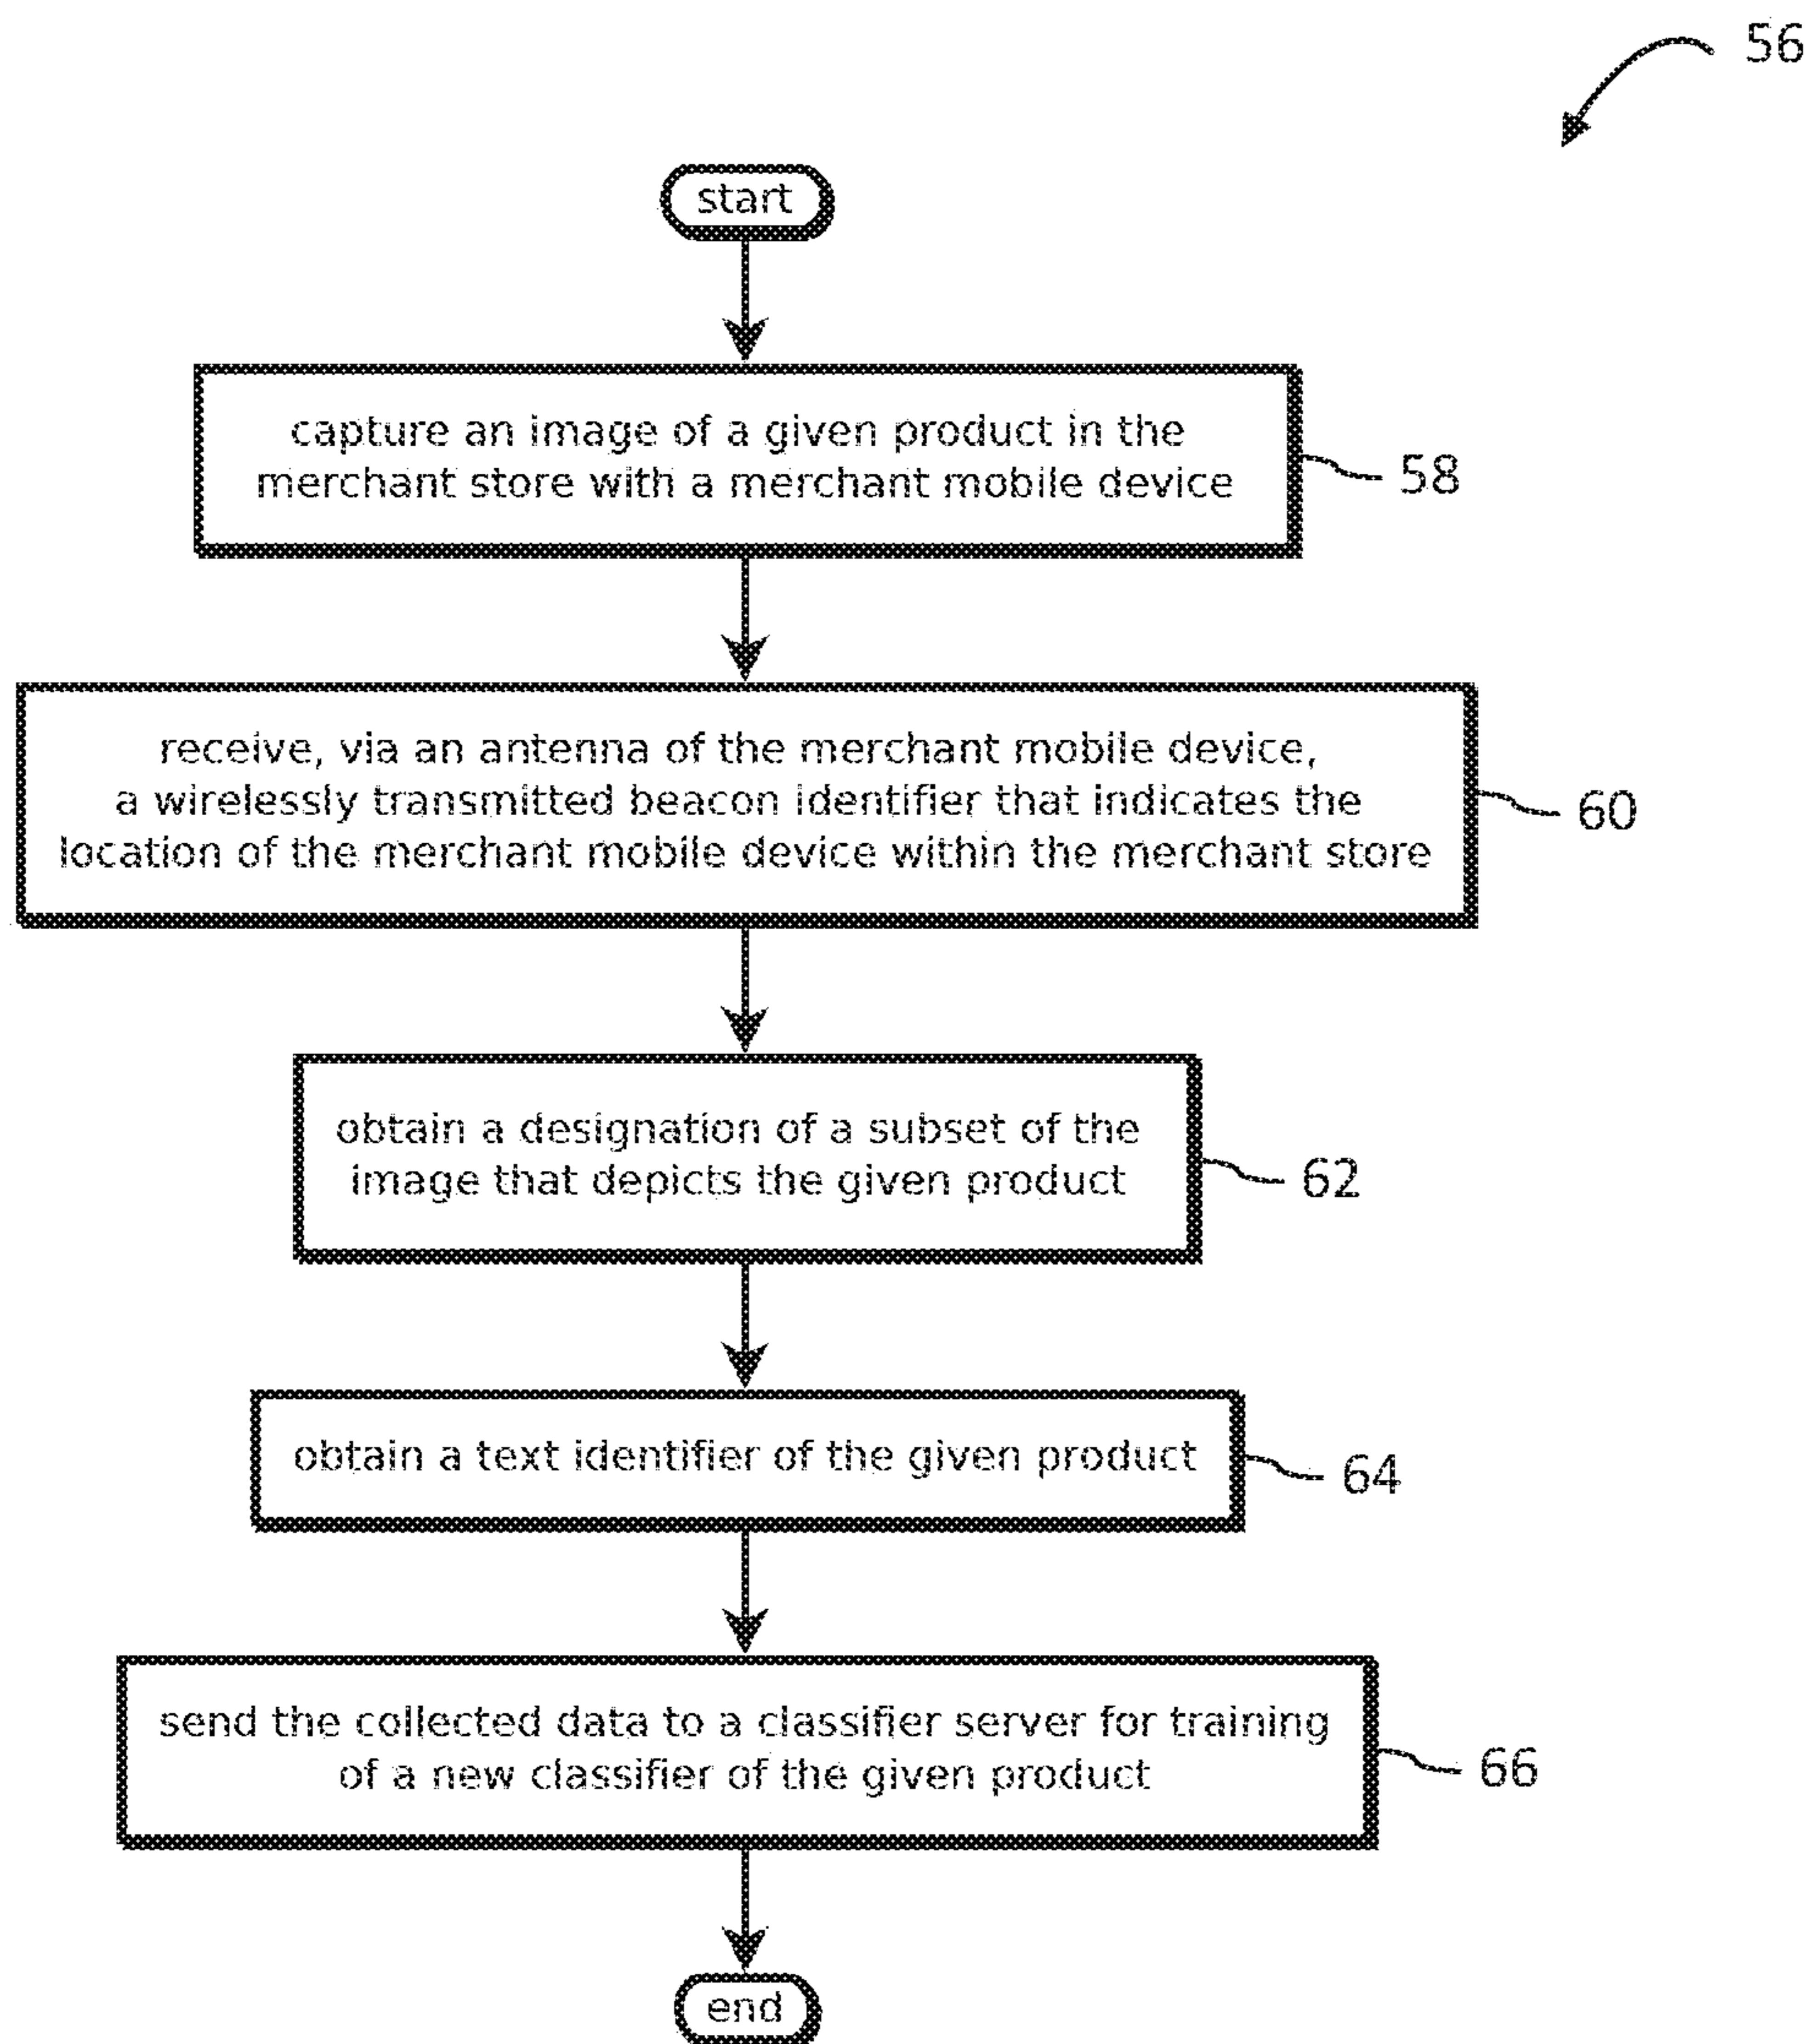 56
start
capture an image of a given product in the
merchant store with a merchant mobile device
58
receive, via an antenna of the merchant mobile device,
a wirelessly transmitted beacon identifier that indicates the
location of the merchant mobile device within the merchant store
60
obtain a designation of a subset of the
image that depicts the given product
62
obtain a text identifier of the given product
64
send the collected data to a classifier server for training
of a new classifier of the given product
66
end